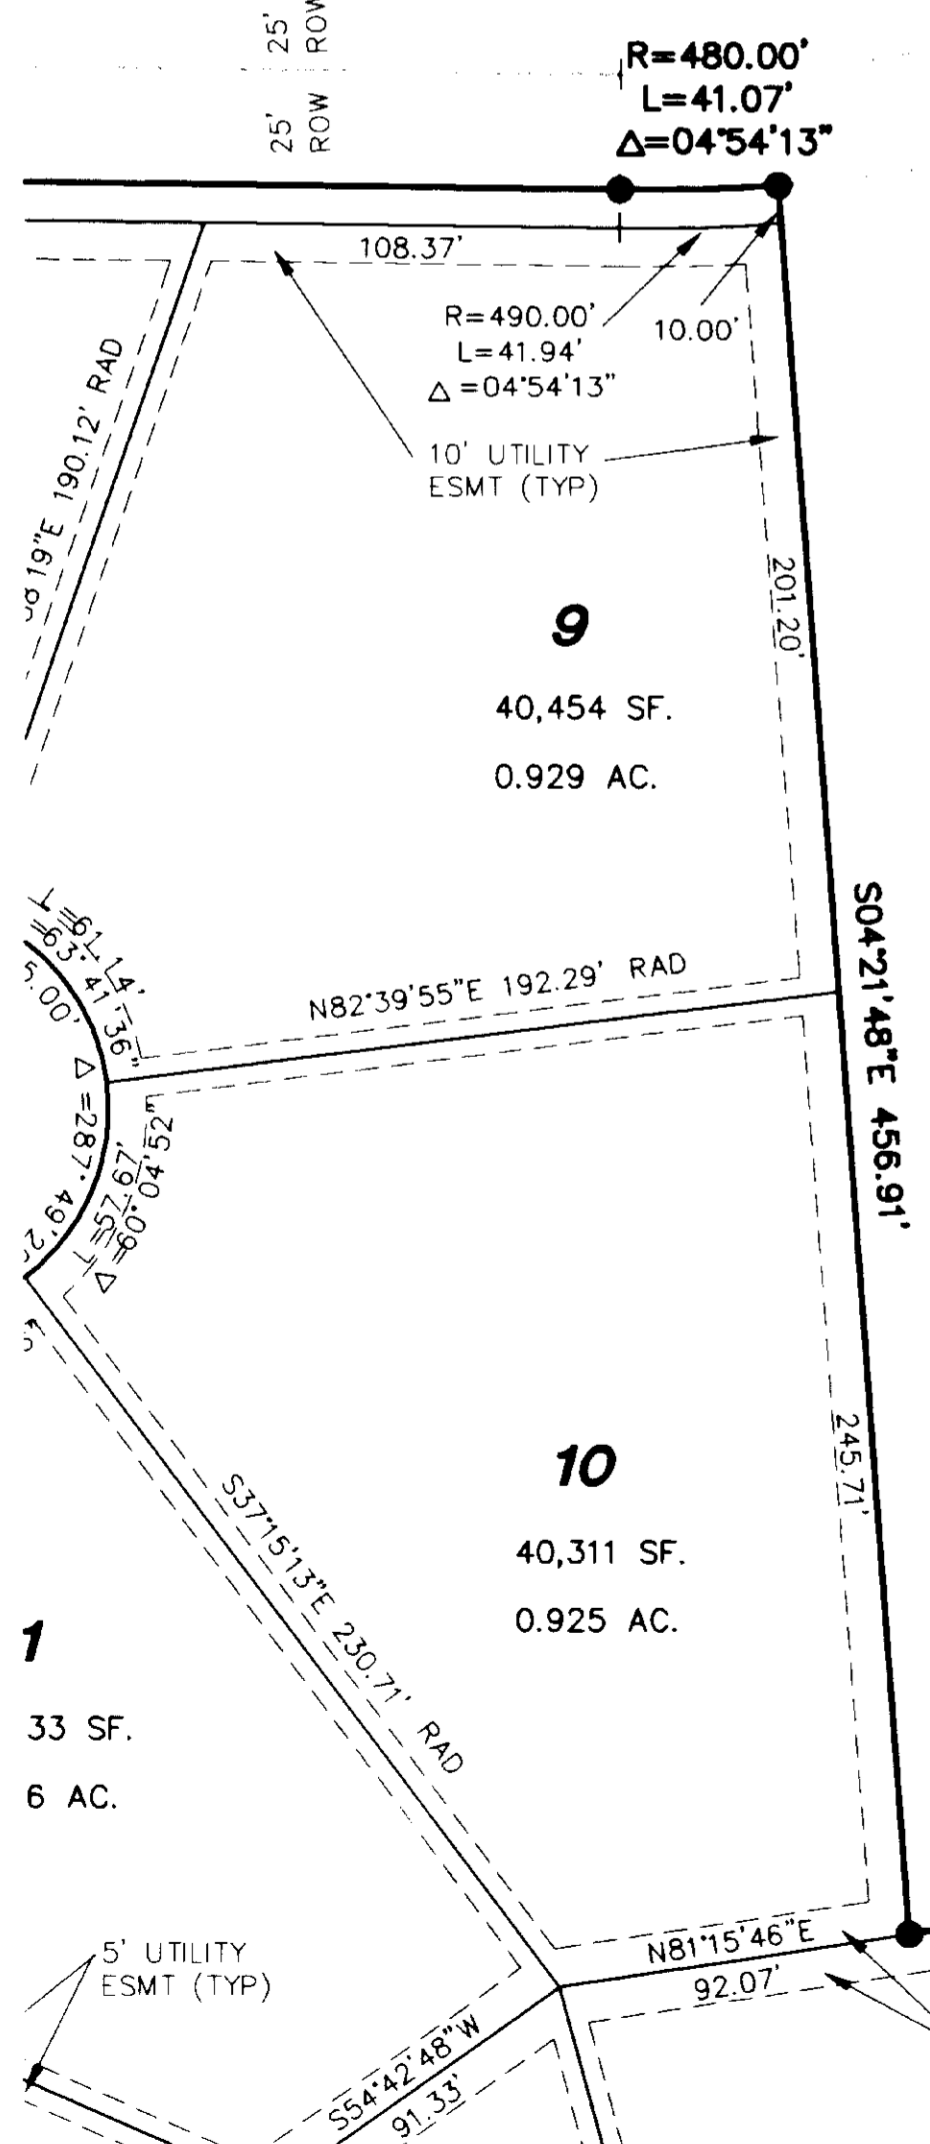 25' ROW
25' ROW
R=480.00'
L=41.07'
Δ=04°54'13"
108.37'
R=490.00'
L=41.94'
Δ=04°54'13"
10.00'
10' UTILITY
ESMT (TYP)
19"E 190.12' RAD
201.20'
9
40,454 SF.
0.929 AC.
S04°21'48"E 456.91'
L=61.14'
=63°41'36"
5.00'
Δ=287°49'2
N82°39'55"E 192.29' RAD
L=57.67'
Δ=60°04'52"
245.71'
10
40,311 SF.
0.925 AC.
S37°15'13"E 230.71' RAD
1
33 SF.
6 AC.
5' UTILITY
ESMT (TYP)
N81°15'46"E
92.07'
S54°42'48"W
91.33'